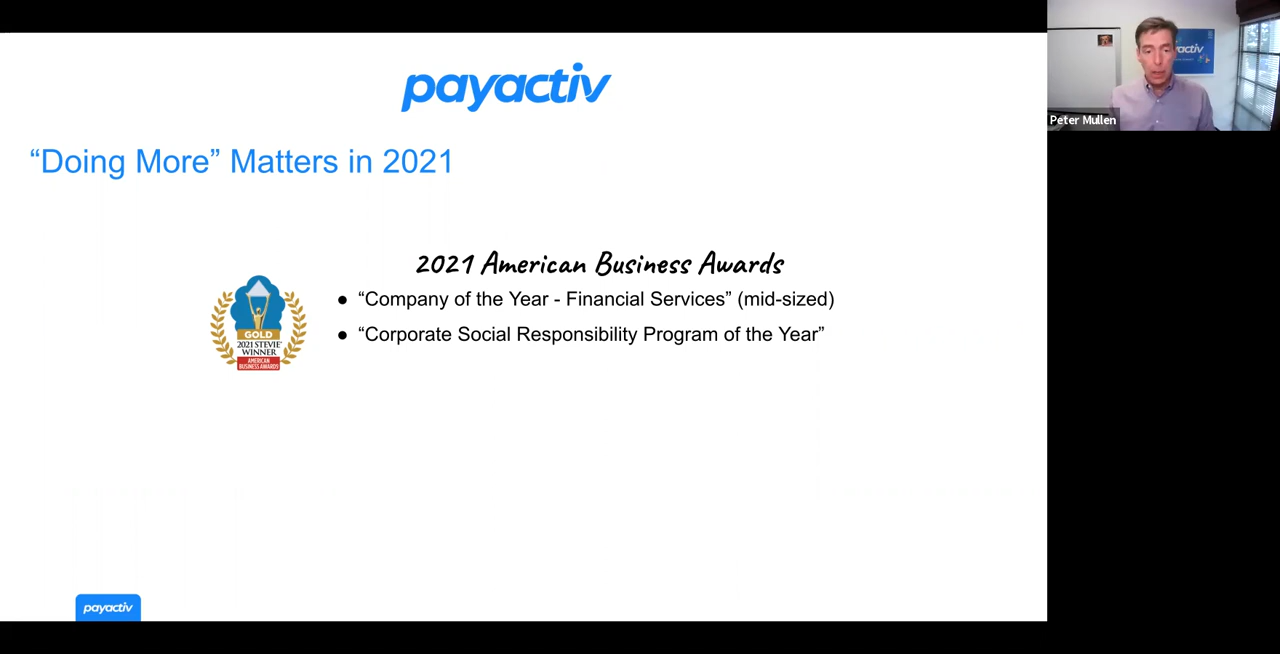 payactiv
activ
Peter Mullen
“Doing More” Matters in 2021
2021 American Business Awards
● “Company of the Year - Financial Services” (mid-sized)
● “Corporate Social Responsibility Program of the Year”
GOLD
2021 STEVIE®
WINNER
AMERICAN
BUSINESS AWARDS
payactiv